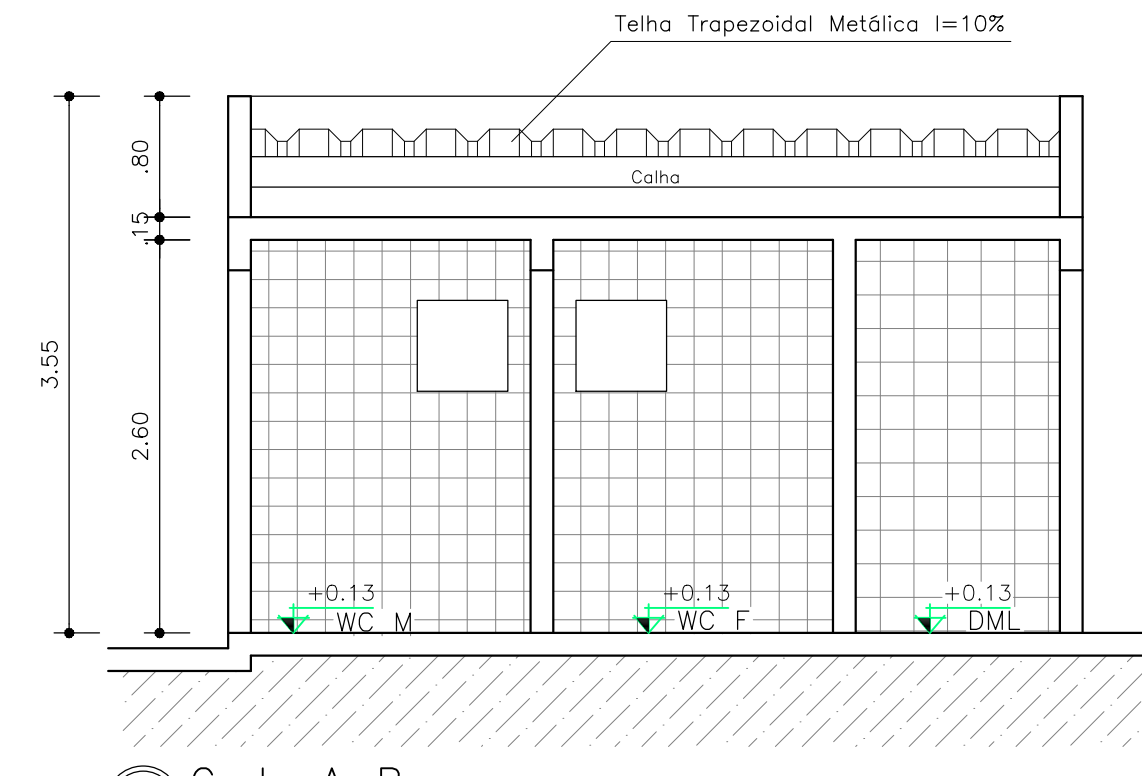 Telha Trapezoidal Metálica I=10%
.80
Calha
.15
3.55
2.60
+0.13
WC M
+0.13
WC F
+0.13
DML